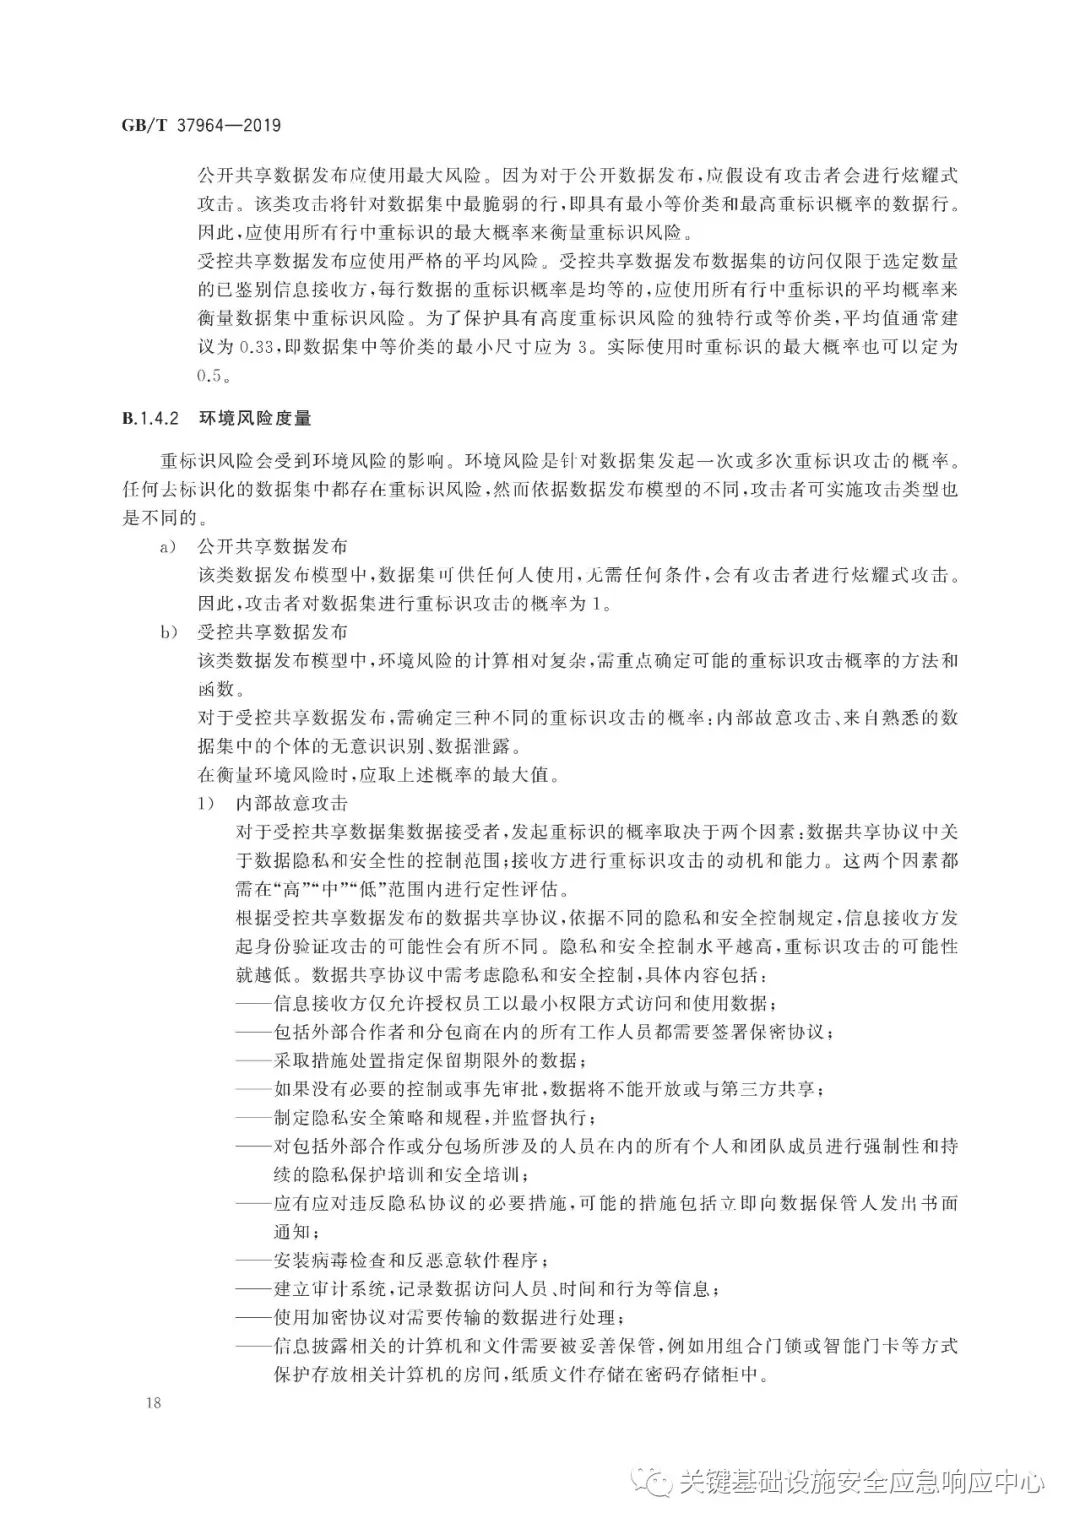 GB/T 37964—2019
公开共享数据发布应使用最大风险。因为对于公开数据发布,应假设有攻击者会进行炫耀式
攻击。该类攻击将针对数据集中最脆弱的行,即具有最小等价类和最高重标识概率的数据行。
因此,应使用所有行中重标识的最大概率来衡量重标识风险。
受控共享数据发布应使用严格的平均风险。受控共享数据发布数据集的访问仅限于选定数量
的已鉴别信息接收方,每行数据的重标识概率是均等的,应使用所有行中重标识的平均概率来
衡量数据集中重标识风险。为了保护具有高度重标识风险的独特行或等价类,平均值通常建
议为 0.33,即数据集中等价类的最小尺寸应为 3。实际使用时重标识的最大概率也可以定为
0.5。
B.1.4.2 环境风险度量
重标识风险会受到环境风险的影响。环境风险是针对数据集发起一次或多次重标识攻击的概率。
任何去标识化的数据集中都存在重标识风险,然而依据数据发布模型的不同,攻击者可实施攻击类型也
是不同的。
a) 公开共享数据发布
该类数据发布模型中,数据集可供任何人使用,无需任何条件,会有攻击者进行炫耀式攻击。
因此,攻击者对数据集进行重标识攻击的概率为 1。
b) 受控共享数据发布
该类数据发布模型中,环境风险的计算相对复杂,需重点确定可能的重标识攻击概率的方法和
函数。
对于受控共享数据发布,需确定三种不同的重标识攻击的概率:内部故意攻击、来自熟悉的数
据集中的个体的无意识识别、数据泄露。
在衡量环境风险时,应取上述概率的最大值。
1) 内部故意攻击
对于受控共享数据集数据接受者,发起重标识的概率取决于两个因素:数据共享协议中关
于数据隐私和安全性的控制范围;接收方进行重标识攻击的动机和能力。这两个因素都
需在“高”“中”“低”范围内进行定性评估。
根据受控共享数据发布的数据共享协议,依据不同的隐私和安全控制规定,信息接收方发
起身份验证攻击的可能性会有所不同。隐私和安全控制水平越高,重标识攻击的可能性
就越低。数据共享协议中需考虑隐私和安全控制,具体内容包括:
——信息接收方仅允许授权员工以最小权限方式访问和使用数据;
——包括外部合作者和分包商在内的所有工作人员都需要签署保密协议;
——采取措施处置指定保留期限外的数据;
——如果没有必要的控制或事先审批,数据将不能开放或与第三方共享;
——制定隐私安全策略和规程,并监督执行;
——对包括外部合作或分包场所涉及的人员在内的所有个人和团队成员进行强制性和持
续的隐私保护培训和安全培训;
——应有应对违反隐私协议的必要措施,可能的措施包括立即向数据保管人发出书面
通知;
——安装病毒检查和反恶意软件程序;
——建立审计系统,记录数据访问人员、时间和行为等信息;
——使用加密协议对需要传输的数据进行处理;
——信息披露相关的计算机和文件需要被妥善保管,例如用组合门锁或智能门卡等方式
保护存放相关计算机的房间,纸质文件存储在密码存储柜中。
18
关键基础设施安全应急响应中心